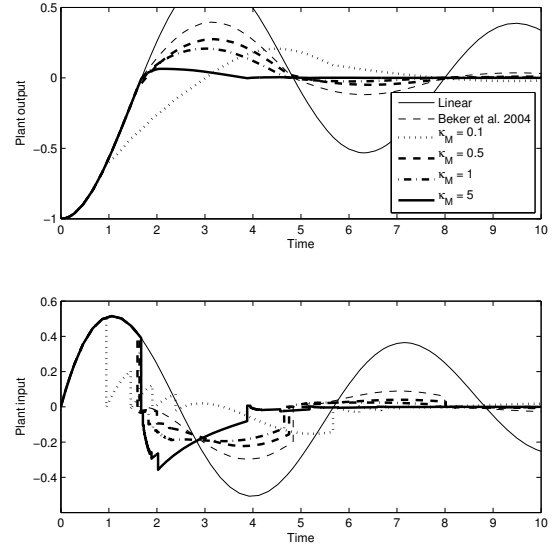 0.5
0
−0.5
−1
Plant output
0 1 2 3 4 5 6 7 8 9 10
Time
Linear
Beker et al. 2004
κM = 0.1
κM = 0.5
κM = 1
κM = 5
0.6
0.4
0.2
0
−0.2
−0.4
Plant input
0 1 2 3 4 5 6 7 8 9 10
Time